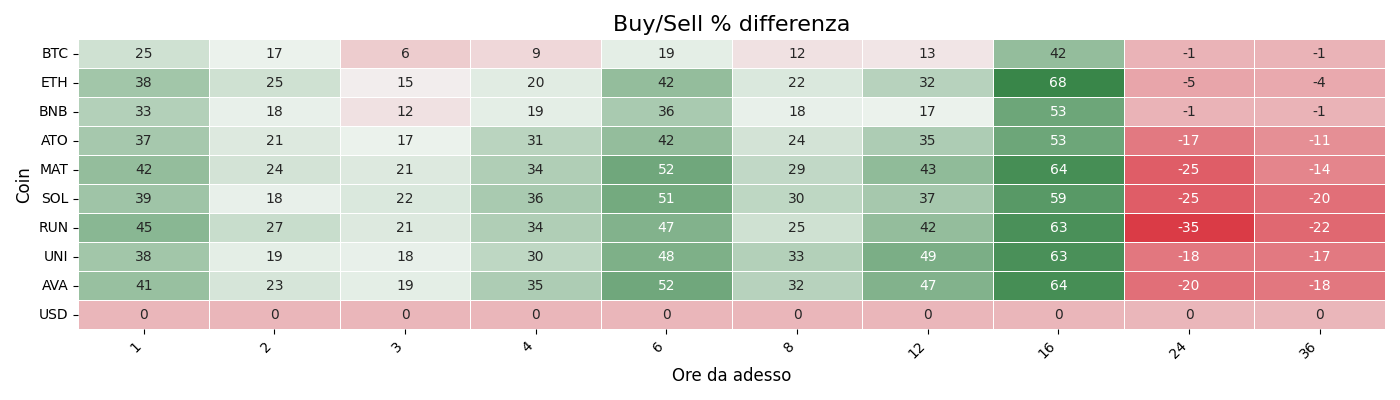 Buy/Sell % differenza
Coin
BTC 25 17 6 9 19 12 13 42 -1 -1
ETH 38 25 15 20 42 22 32 68 -5 -4
BNB 33 18 12 19 36 18 17 53 -1 -1
ATO 37 21 17 31 42 24 35 53 -17 -11
MAT 42 24 21 34 52 29 43 64 -25 -14
SOL 39 18 22 36 51 30 37 59 -25 -20
RUN 45 27 21 34 47 25 42 63 -35 -22
UNI 38 19 18 30 48 33 49 63 -18 -17
AVA 41 23 19 35 52 32 47 64 -20 -18
USD 0 0 0 0 0 0 0 0 0 0
1 2 3 4 6 8 12 16 24 36
Ore da adesso